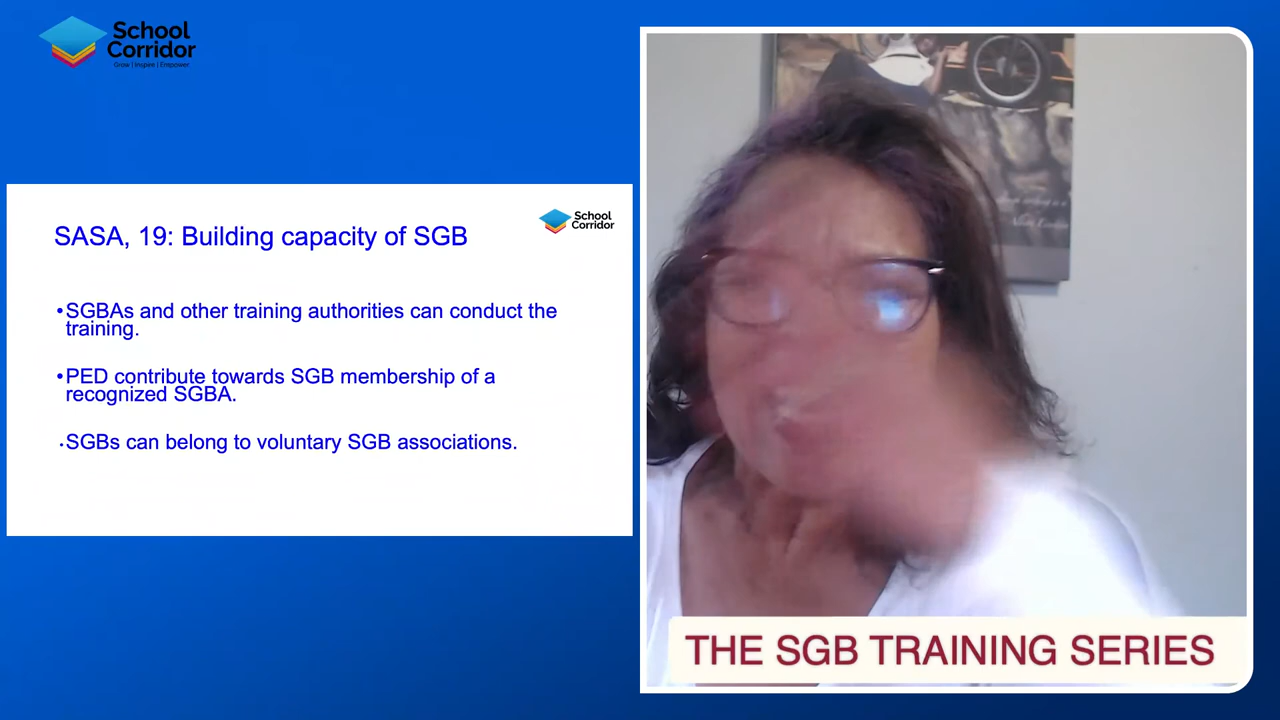 School
Corridor
Grow | Inspire | Empower
SASA, 19: Building capacity of SGB
School
Corridor
•SGBAs and other training authorities can conduct the
training.
•PED contribute towards SGB membership of a
recognized SGBA.
•SGBs can belong to voluntary SGB associations.
THE SGB TRAINING SERIES